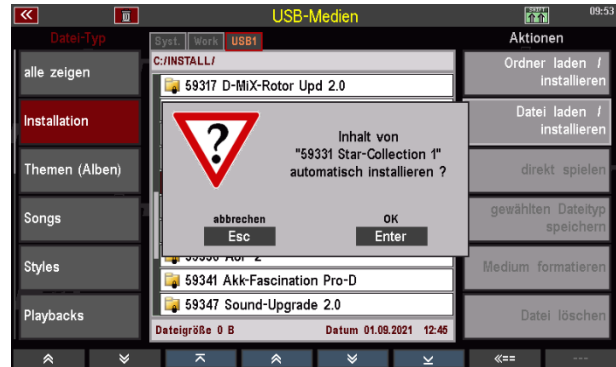 USB-Medien
START
09:53
Datei-Typ
Syst. Work USB1
Aktionen
C:/INSTALL/
alle zeigen
Installation
Themen (Alben)
Songs
Styles
Playbacks
59317 D-MiX-Rotor Upd 2.0
?
Inhalt von
"59331 Star-Collection 1"
automatisch installieren ?
abbrechen
Esc
OK
Enter
59341 Akk-Fascination Pro-D
59347 Sound-Upgrade 2.0
Dateigröße 0 B Datum 01.09.2021 12:45
Ordner laden /
installieren
Datei laden /
installieren
direkt spielen
gewählten Dateityp
speichern
Medium formatieren
Datei löschen
«==
---